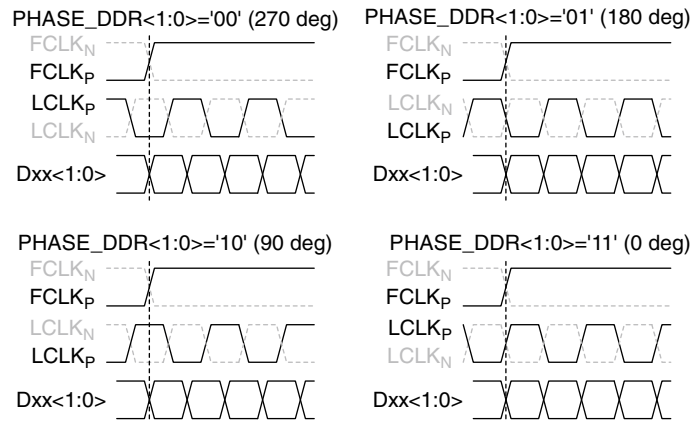 PHASE_DDR<1:0>='00' (270 deg)
FCLKN
FCLKP
LCLKP
LCLKN
Dxx<1:0>
PHASE_DDR<1:0>='01' (180 deg)
FCLKN
FCLKP
LCLKN
LCLKP
Dxx<1:0>
PHASE_DDR<1:0>='10' (90 deg)
FCLKN
FCLKP
LCLKN
LCLKP
Dxx<1:0>
PHASE_DDR<1:0>='11' (0 deg)
FCLKN
FCLKP
LCLKP
LCLKN
Dxx<1:0>